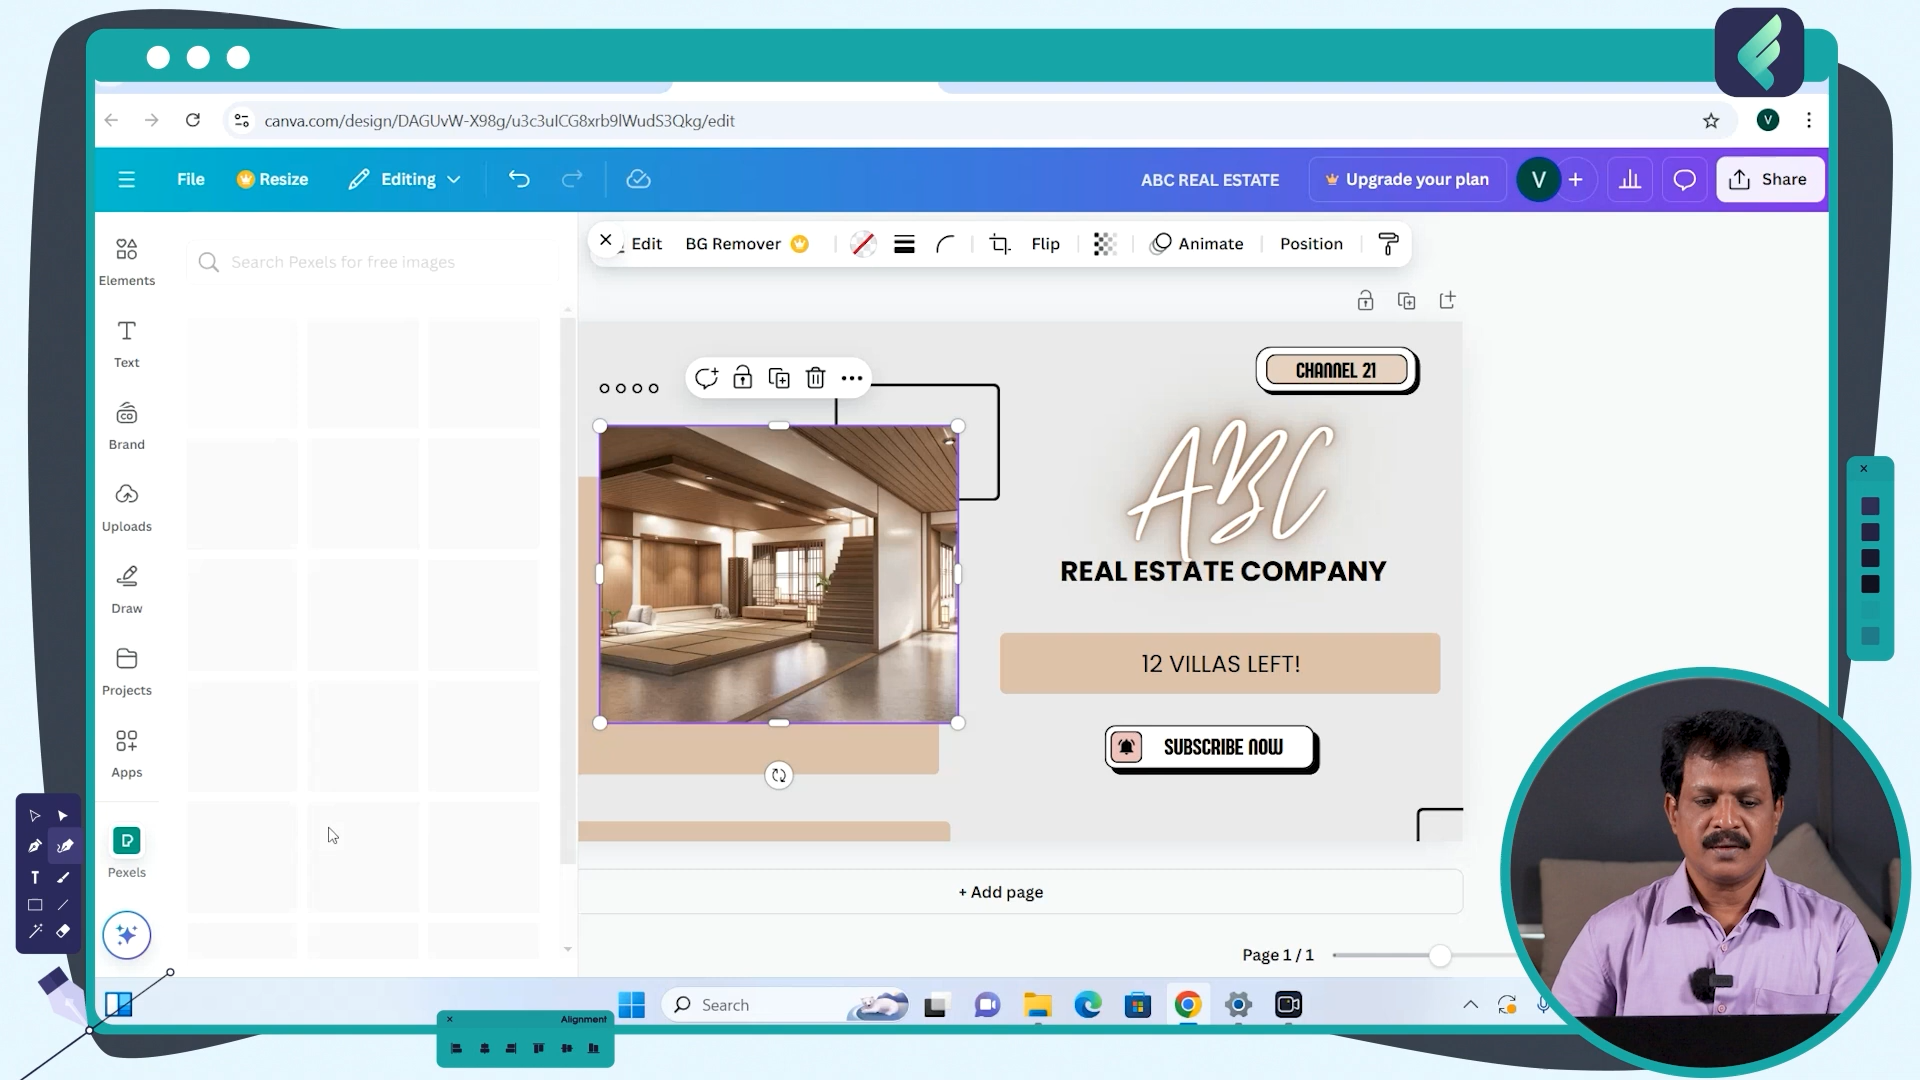 canva.com/design/DAGUvW-X98g/u3c3uICG8xrb9lWudS3Qkg/edit
V
File
Resize
Editing
ABC REAL ESTATE
Upgrade your plan
V
+
Share
Elements
Text
Brand
Uploads
Draw
Projects
Apps
Pexels
Search Pexels for free images
Edit
BG Remover
Flip
Animate
Position
CHANNEL 21
ABC
REAL ESTATE COMPANY
12 VILLAS LEFT!
SUBSCRIBE NOW
+ Add page
Page 1 / 1
Search
Alignment